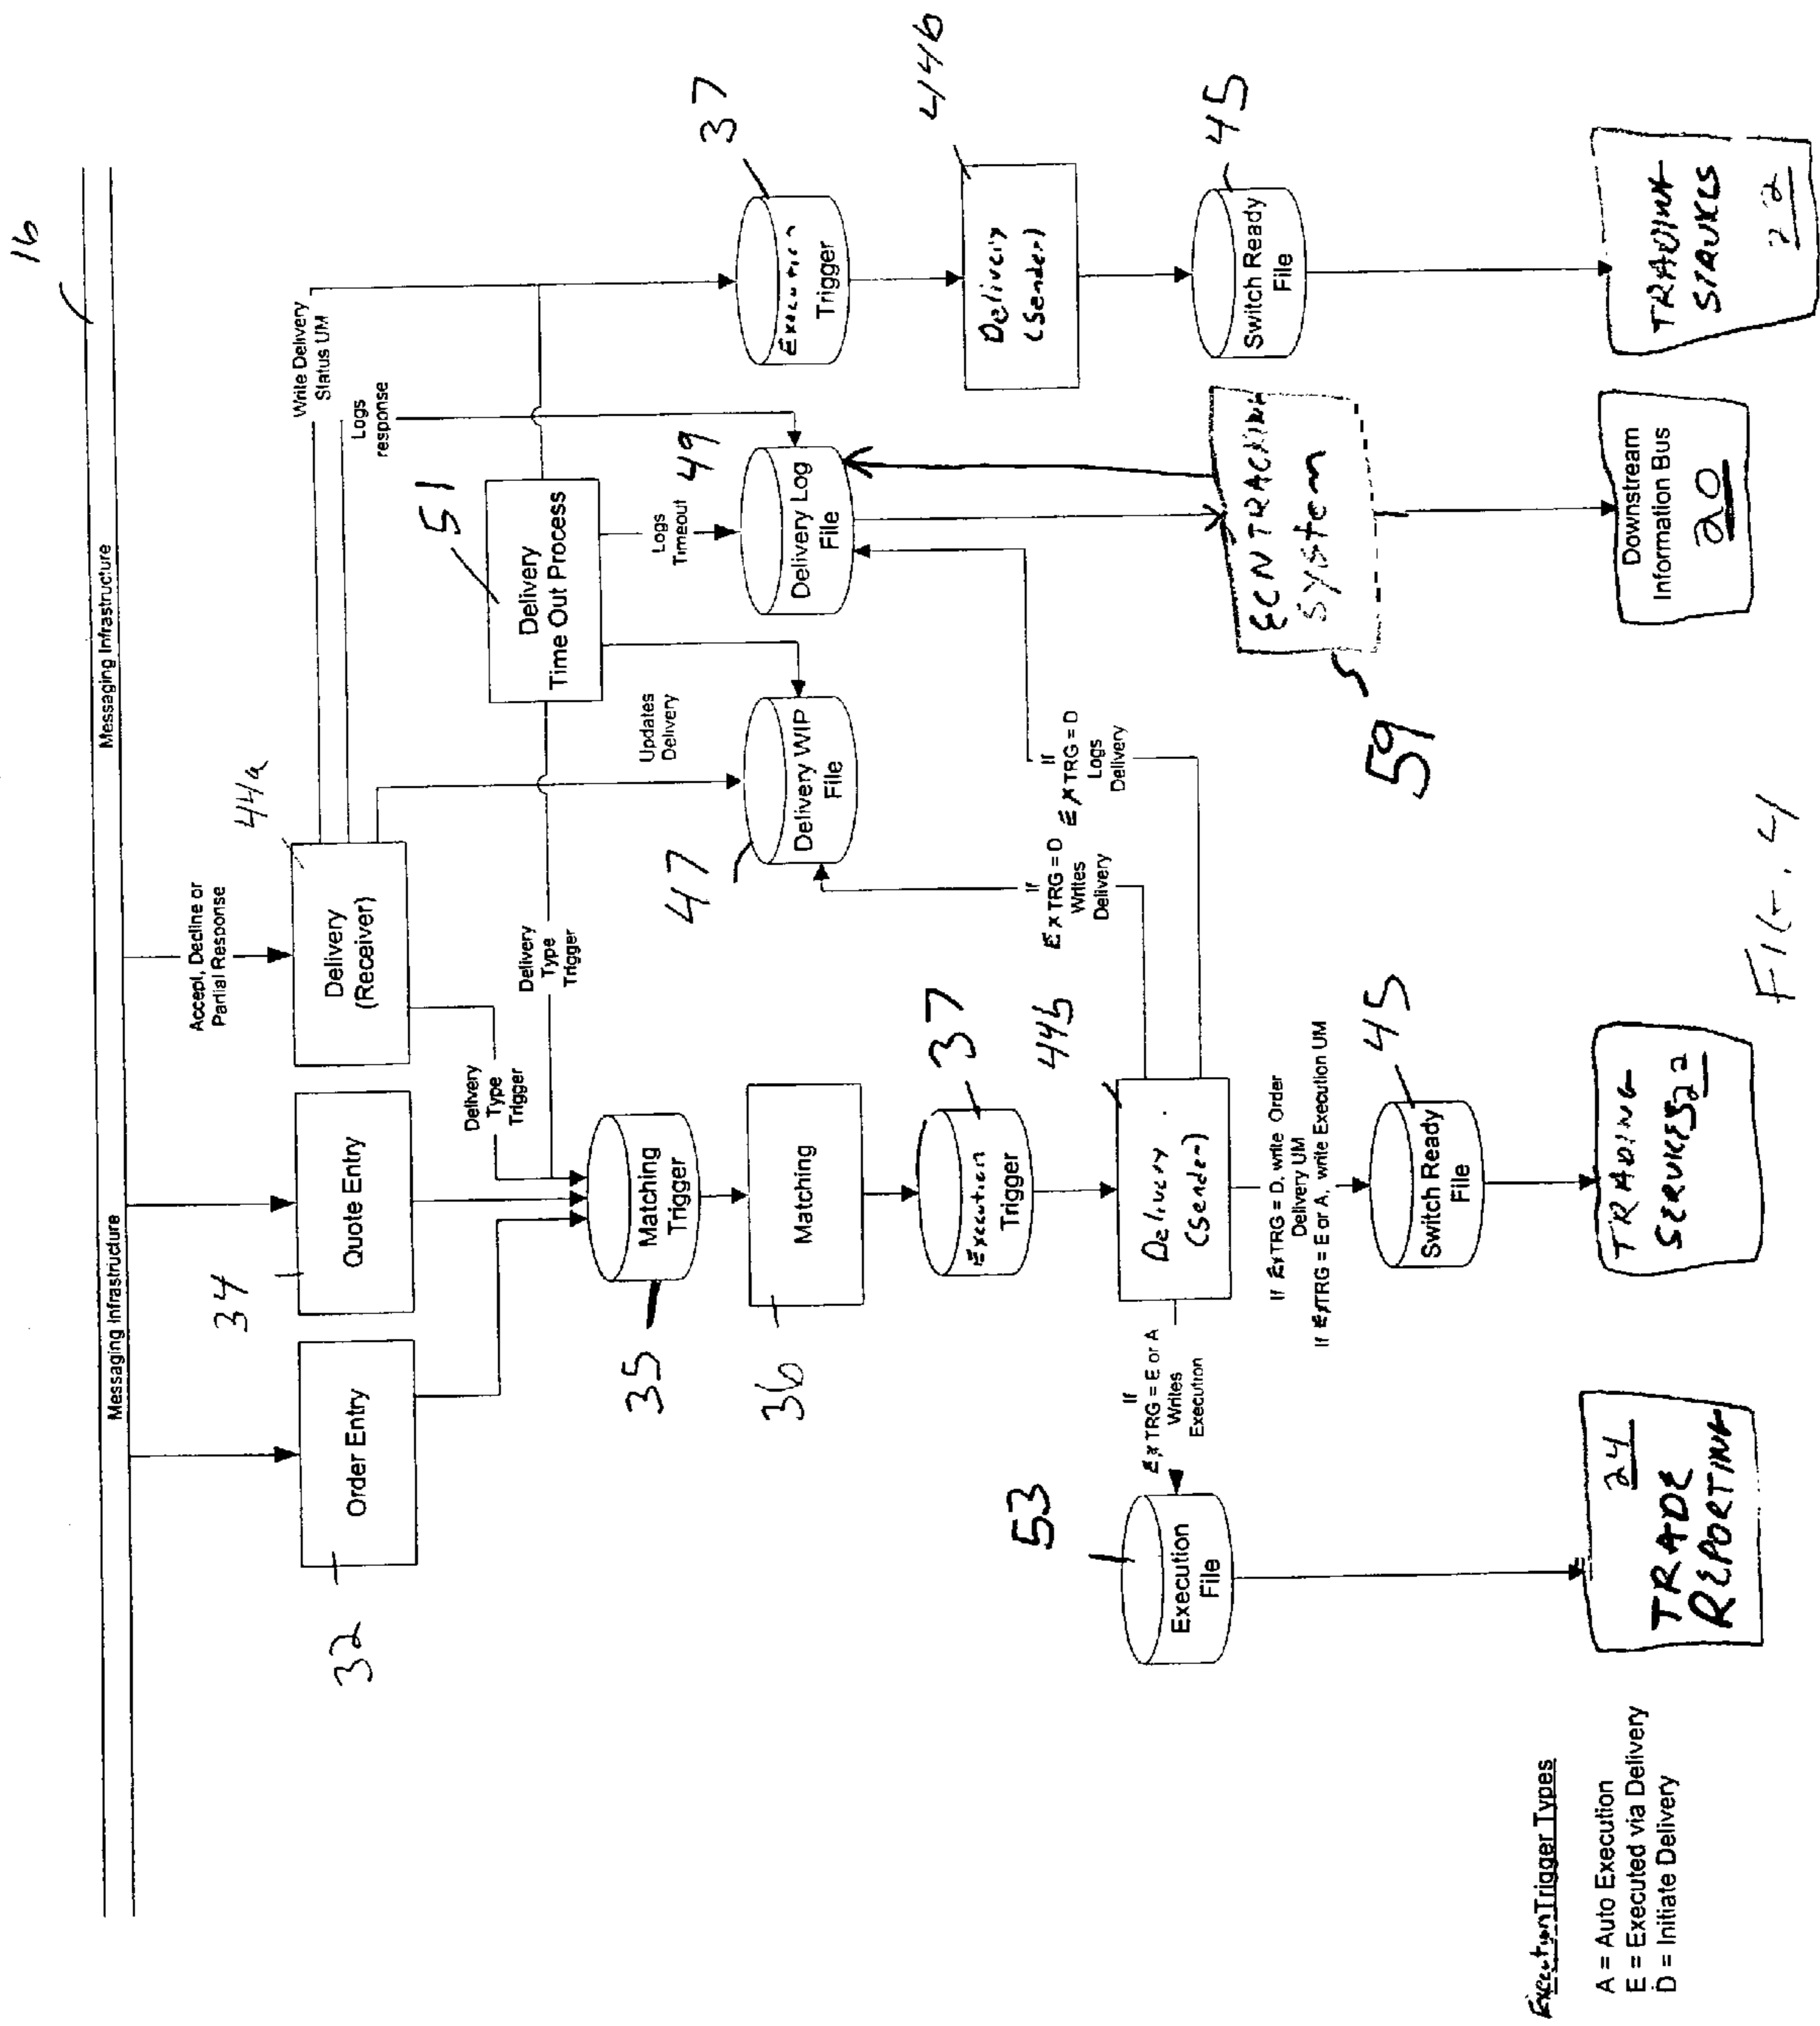 16
Messaging Infrastructure
Messaging Infrastructure
Accept, Decline or
Partial Response
44a
Write Delivery
Status UM
Logs
response
32
Order Entry
34
Quote Entry
Delivery
(Receiver)
51
Delivery
Time Out Process
Delivery
Type
Trigger
Delivery
Type
Trigger
Updates
Delivery
Logs
Timeout
35
Matching
Trigger
36
Matching
47
Delivery WIP
File
49
Delivery Log
File
37
Execution
Trigger
37
Execution
Trigger
44b
Delivery
(Sender)
44b
Delivery
(Sender)
If
EXTRG = D
Writes
Delivery
If
EXTRG = D
Logs
Delivery
If
EXTRG = E or A
Writes
Execution
If EXTRG = D, write Order
Delivery UM
If EXTRG = E or A, write Execution UM
53
Execution
File
45
Switch Ready
File
45
Switch Ready
File
59
ECN TRACKING
System
24
TRADE
REPORTING
TRADING
SERVICES 22
Downstream
Information Bus
20
TRADING
22
Execution Trigger Types
A = Auto Execution
E = Executed via Delivery
D = Initiate Delivery
FIG. 4